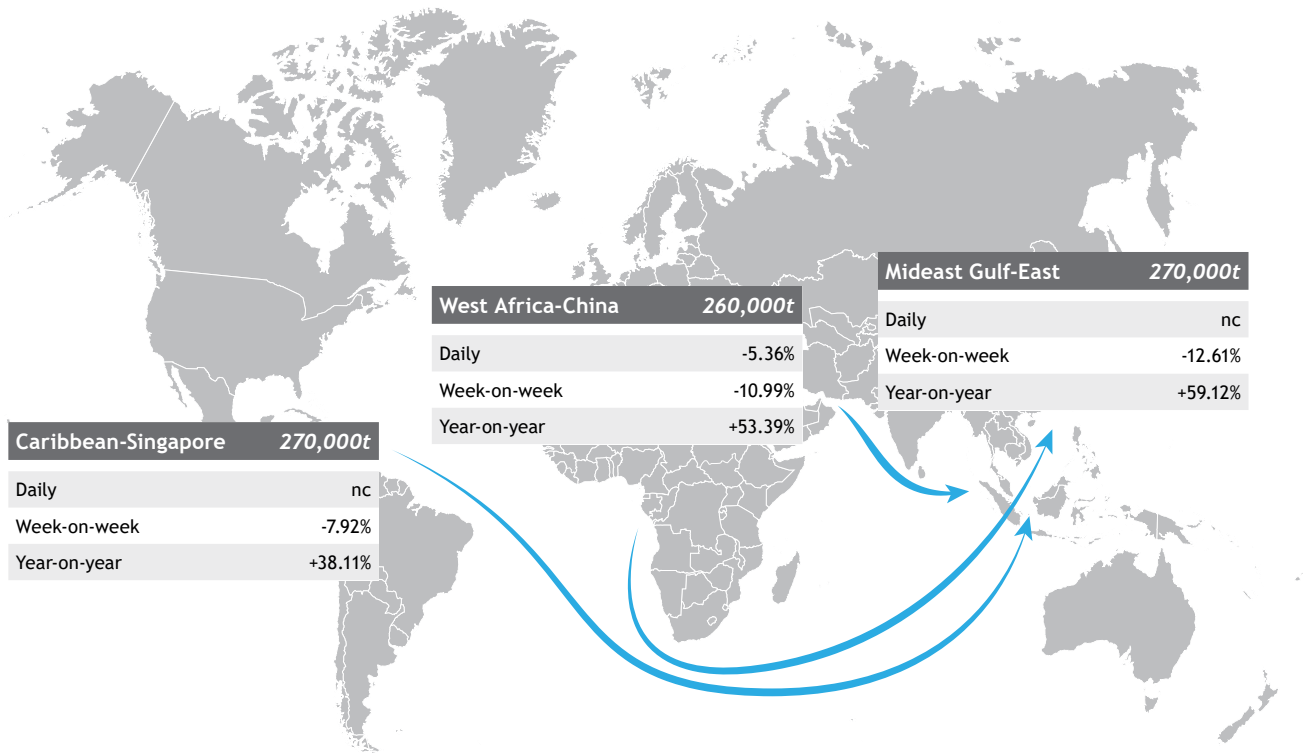 Mideast Gulf-East 270,000t
Daily nc
Week-on-week -12.61%
Year-on-year +59.12%
West Africa-China 260,000t
Daily -5.36%
Week-on-week -10.99%
Year-on-year +53.39%
Caribbean-Singapore 270,000t
Daily nc
Week-on-week -7.92%
Year-on-year +38.11%